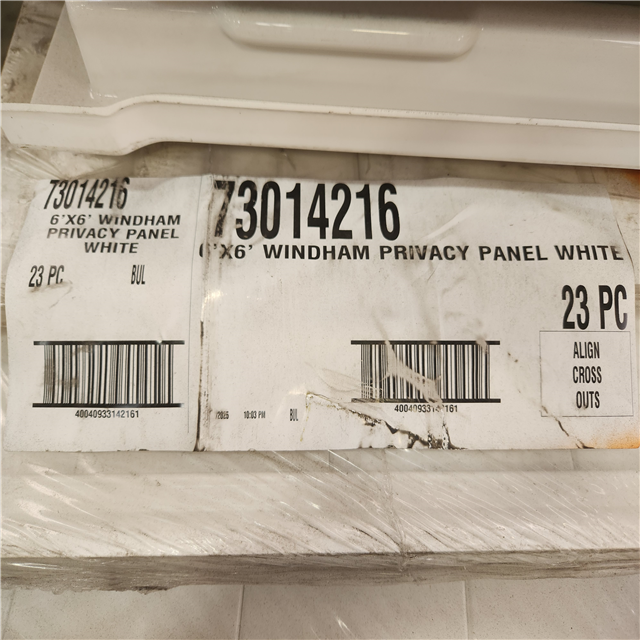 73014216
6'X6' WINDHAM
PRIVACY PANEL
WHITE
23 PC BUL
40040933142161
73014216
6'X6' WINDHAM PRIVACY PANEL WHITE
23 PC
ALIGN
CROSS
OUTS
10:03 PM BUL